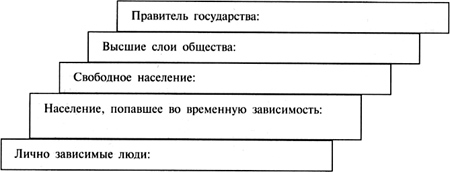 Правитель государства:
Высшие слои общества:
Свободное население:
Население, попавшее во временную зависимость:
Лично зависимые люди: